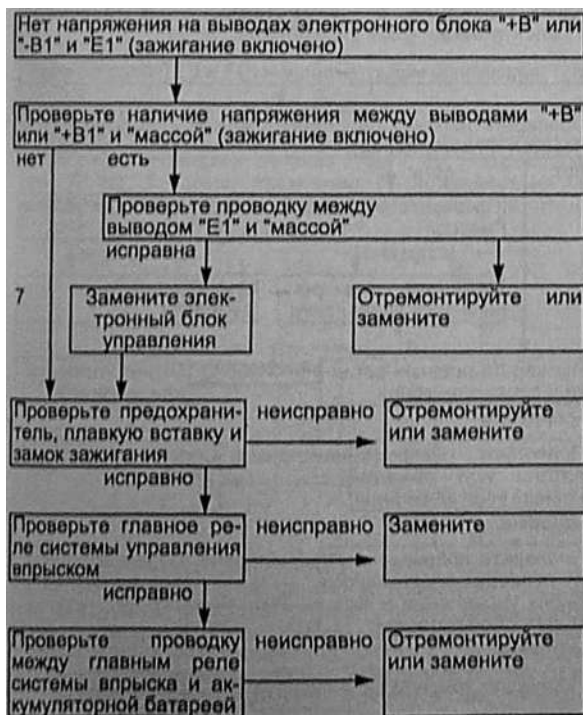 Нет напряжения на выводах электронного блока "+В" или
"-В1" и "Е1" (зажигание включено)
Проверьте наличие напряжения между выводами "+В"
или "+В1" и "массой" (зажигание включено)
нет есть
Проверьте проводку между
выводом "Е1" и "массой"
исправна
7
Замените элек-
тронный блок
управления
Отремонтируйте или
замените
Проверьте предохрани-
тель, плавкую вставку и
замок зажигания
неисправно
Отремонтируйте
или замените
исправно
Проверьте главное ре-
ле системы управления
впрыском
неисправно
Замените
исправно
Проверьте проводку
между главным реле
системы впрыска и ак-
кумуляторной батареей
неисправно
Отремонтируйте
или замените